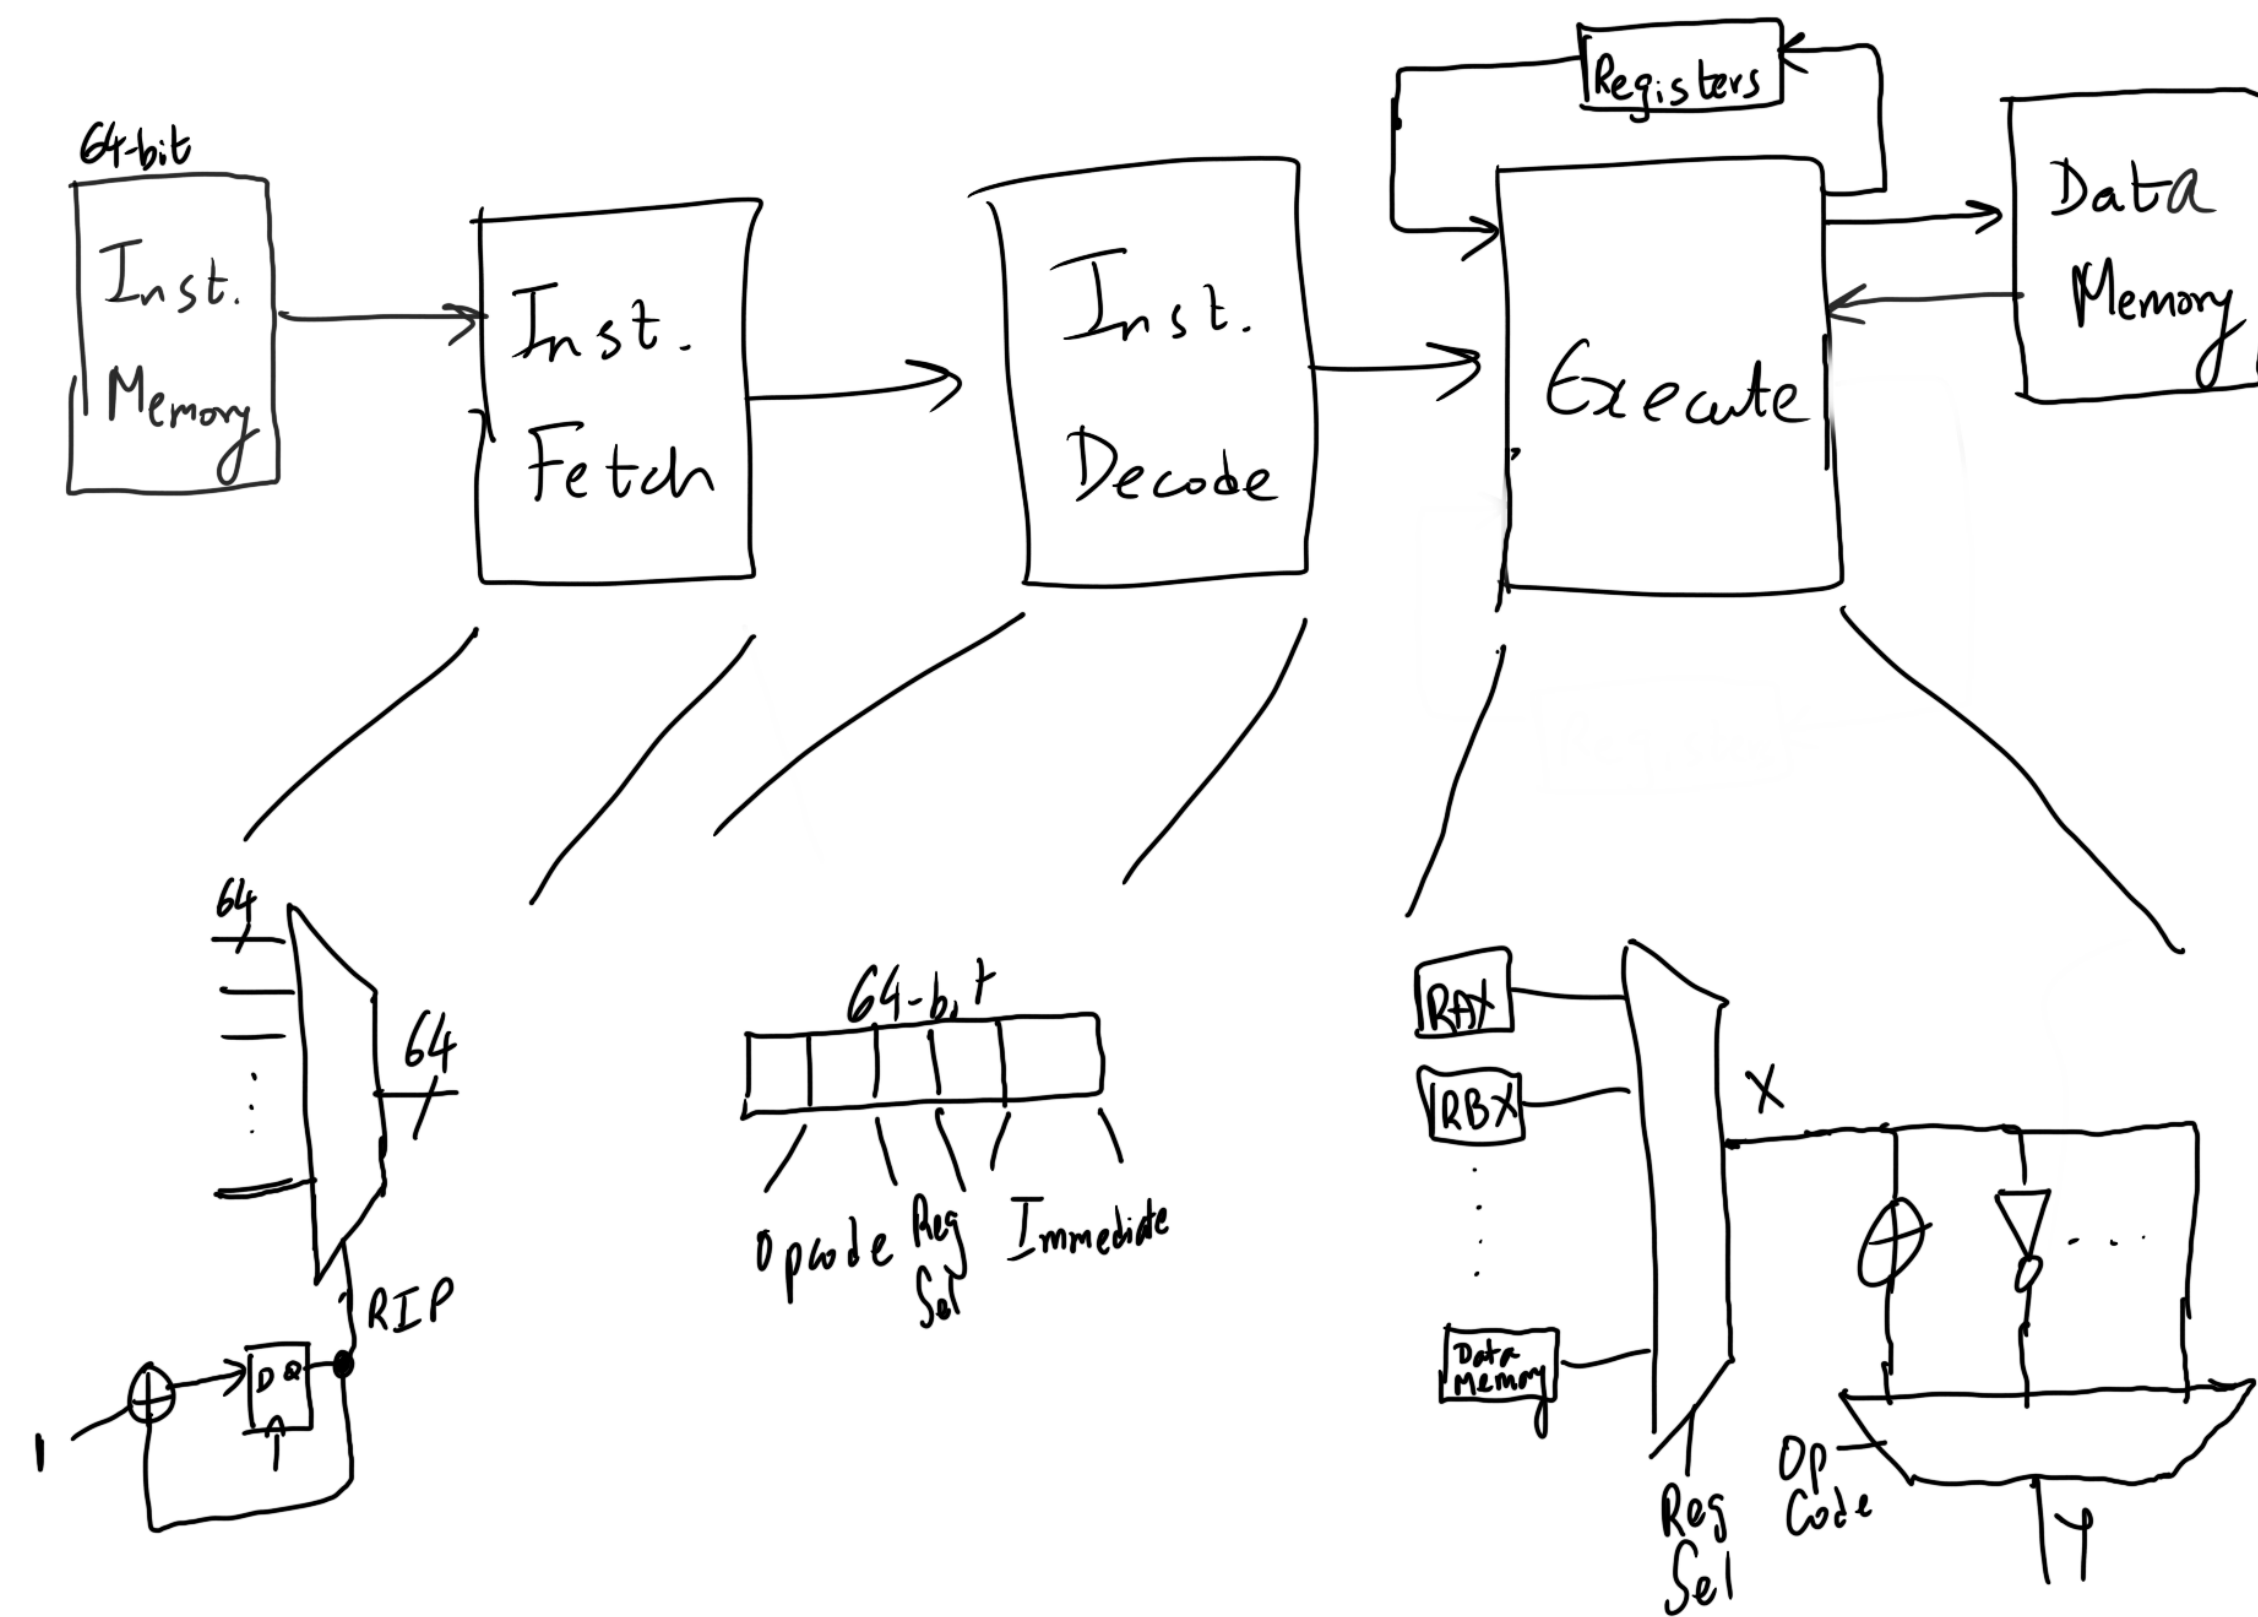 64-bit
Inst.
Memory
Inst.
Fetch
Inst.
Decode
Registers
Execute
Data
Memory
64
64
RIP
D Q
1
64-bit
Opcode
Reg
Sel
Immediate
RAX
RBX
Data
Memory
Reg
Sel
X
Op
Code
Y